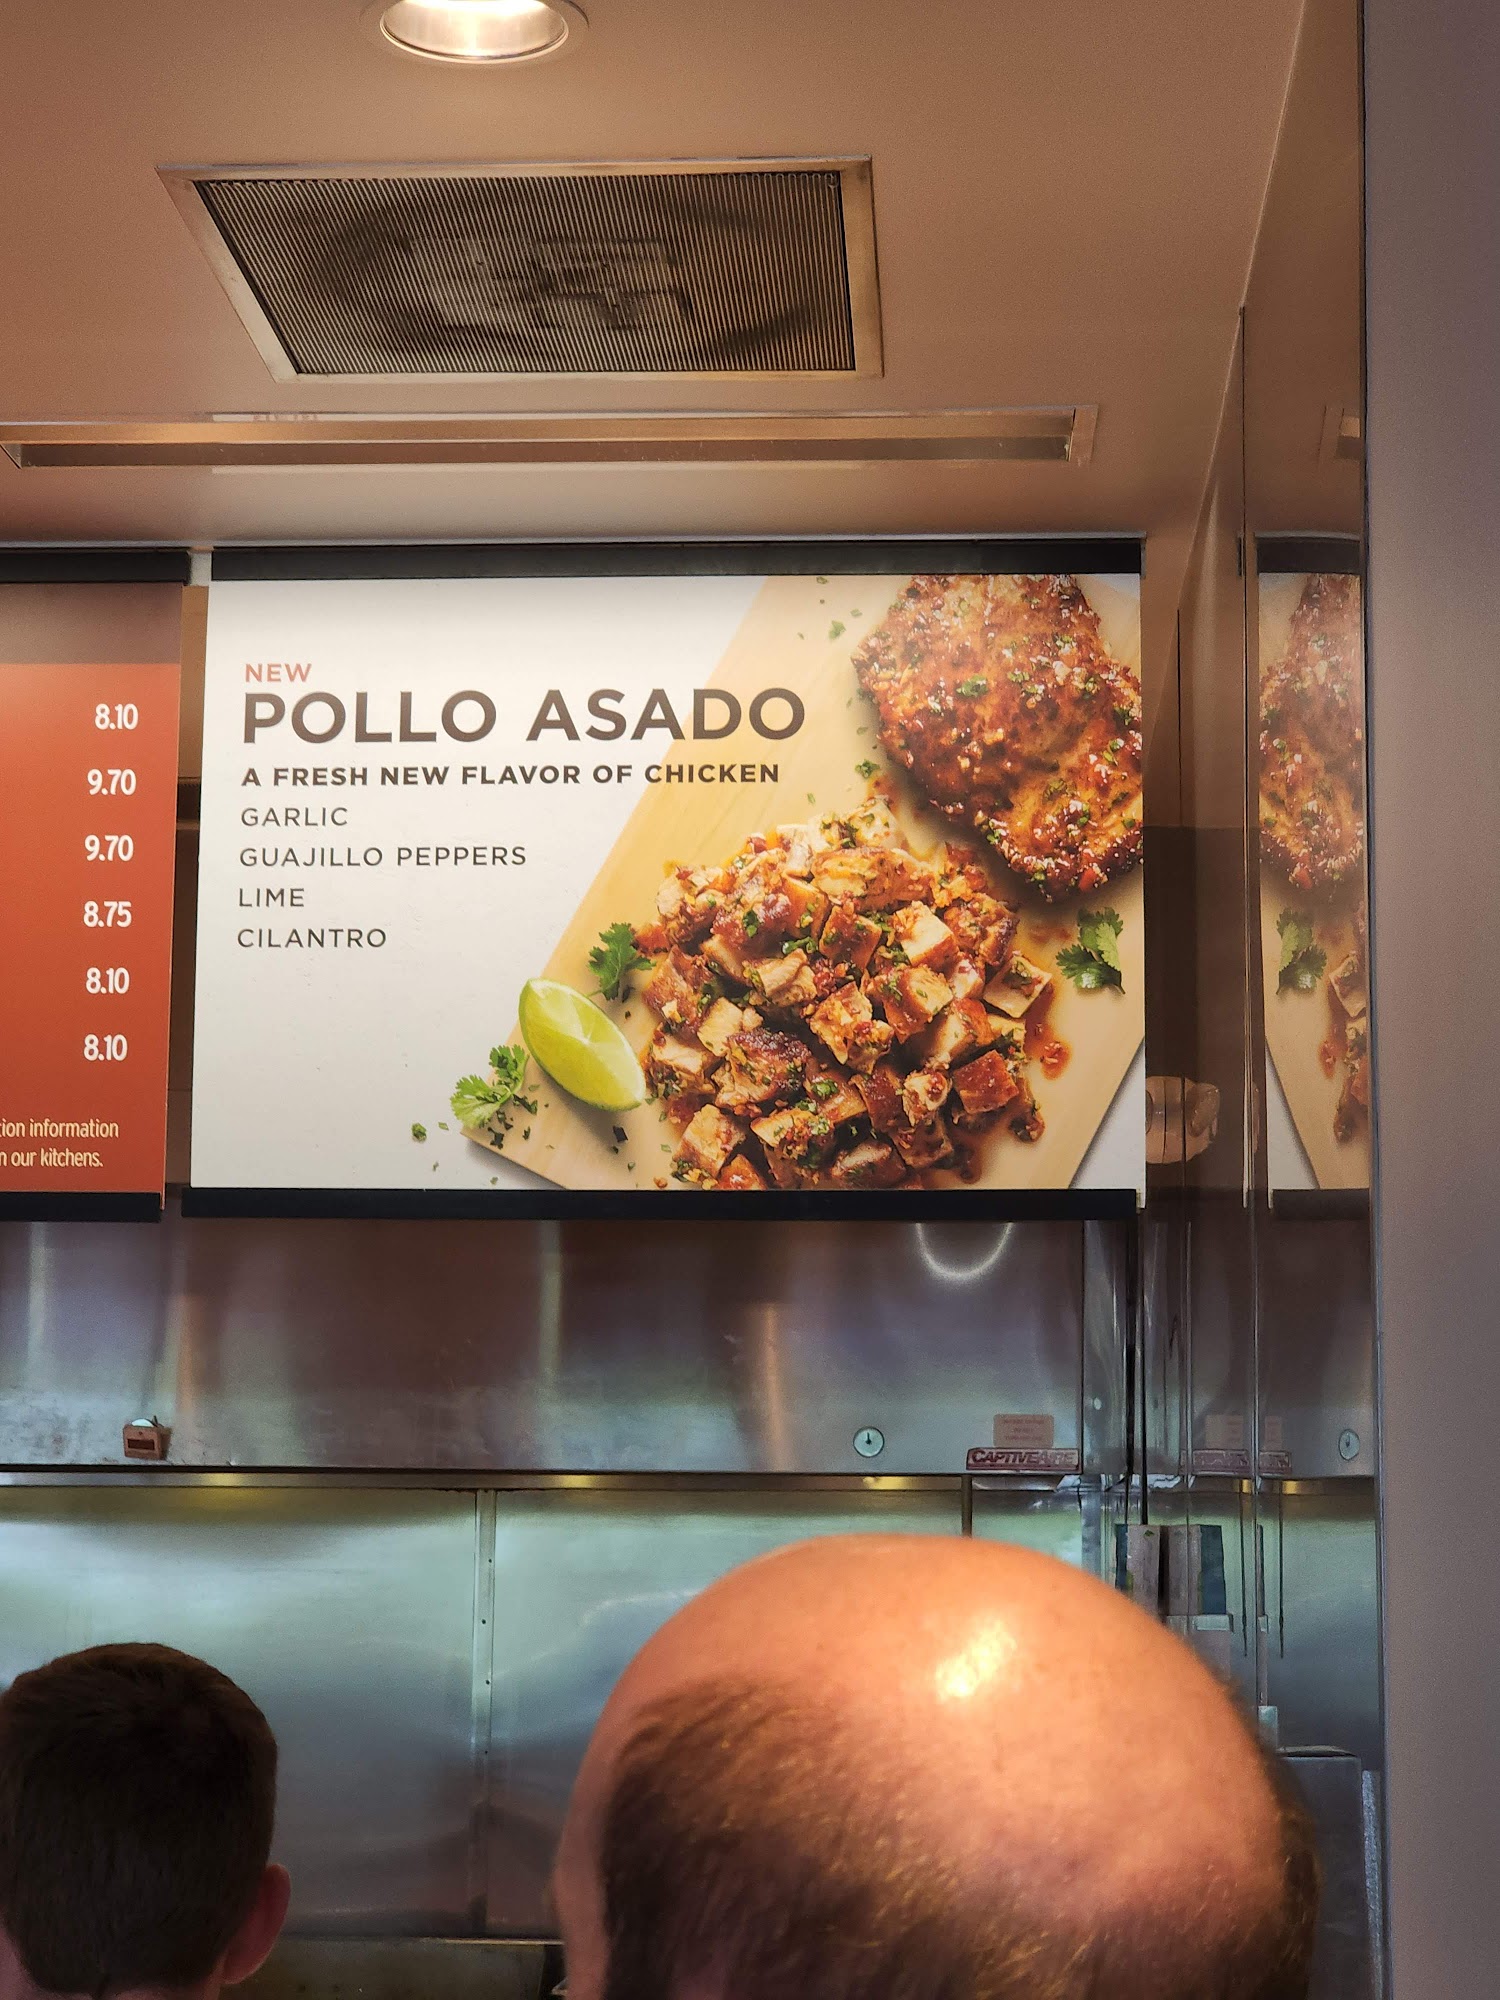 8.10
9.70
9.70
8.75
8.10
8.10
tion information
n our kitchens.
NEW
POLLO ASADO
A FRESH NEW FLAVOR OF CHICKEN
GARLIC
GUAJILLO PEPPERS
LIME
CILANTRO
CAPTIVEAIRE